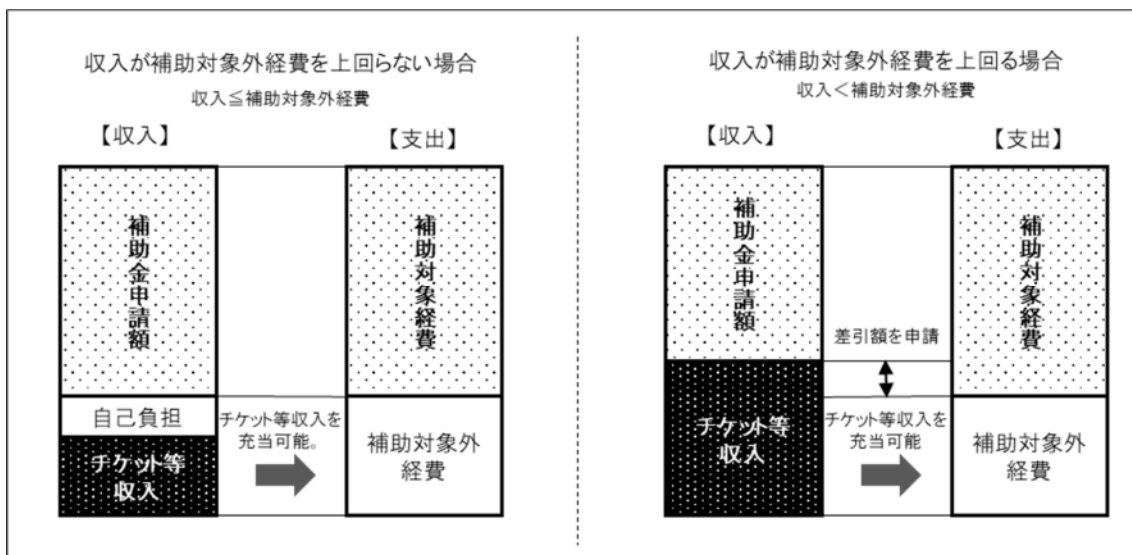 収入が補助対象外経費を上回らない場合
収入≦補助対象外経費
【収入】
【支出】
補助金申請額
補助対象経費
自己負担
チケット等収入を
充当可能。
チケット等
収入
補助対象外
経費
収入が補助対象外経費を上回る場合
収入＜補助対象外経費
【収入】
【支出】
補助金申請額
補助対象経費
差引額を申請
チケット等
収入
チケット等収入を
充当可能
補助対象外
経費